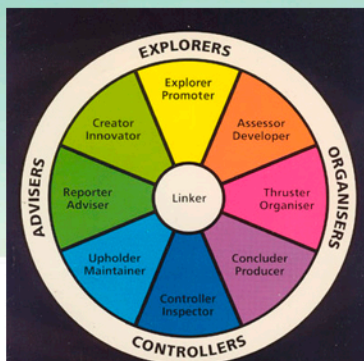 EXPLORERS
Explorer
Promoter
Creator
Innovator
Assessor
Developer
ADVISERS
ORGANISERS
Reporter
Adviser
Linker
Thruster
Organiser
Upholder
Maintainer
Concluder
Producer
Controller
Inspector
CONTROLLERS